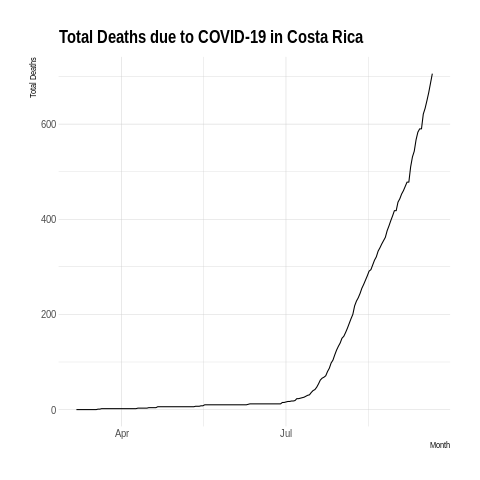 Total Deaths due to COVID-19 in Costa Rica
Total Deaths
600
400
200
0
Apr
Jul
Month